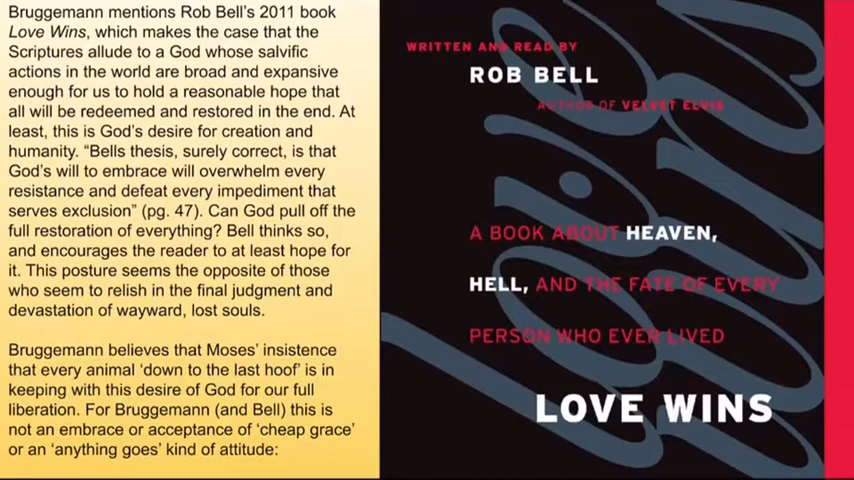 Bruggemann mentions Rob Bell's 2011 book
Love Wins, which makes the case that the
Scriptures allude to a God whose salvific
actions in the world are broad and expansive
enough for us to hold a reasonable hope that
all will be redeemed and restored in the end. At
least, this is God's desire for creation and
humanity. “Bells thesis, surely correct, is that
God's will to embrace will overwhelm every
resistance and defeat every impediment that
serves exclusion” (pg. 47). Can God pull off the
full restoration of everything? Bell thinks so,
and encourages the reader to at least hope for
it. This posture seems the opposite of those
who seem to relish in the final judgment and
devastation of wayward, lost souls.
Bruggemann believes that Moses' insistence
that every animal ‘down to the last hoof’ is in
keeping with this desire of God for our full
liberation. For Bruggemann (and Bell) this is
not an embrace or acceptance of ‘cheap grace’
or an ‘anything goes’ kind of attitude:
WRITTEN AND READ BY
ROB BELL
AUTHOR OF VELVET ELVIS
A BOOK ABOUT HEAVEN,
HELL, AND THE FATE OF EVERY
PERSON WHO EVER LIVED
LOVE WINS
love wins